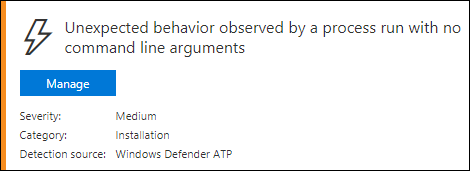 Unexpected behavior observed by a process run with no
command line arguments
Manage
Severity: Medium
Category: Installation
Detection source: Windows Defender ATP